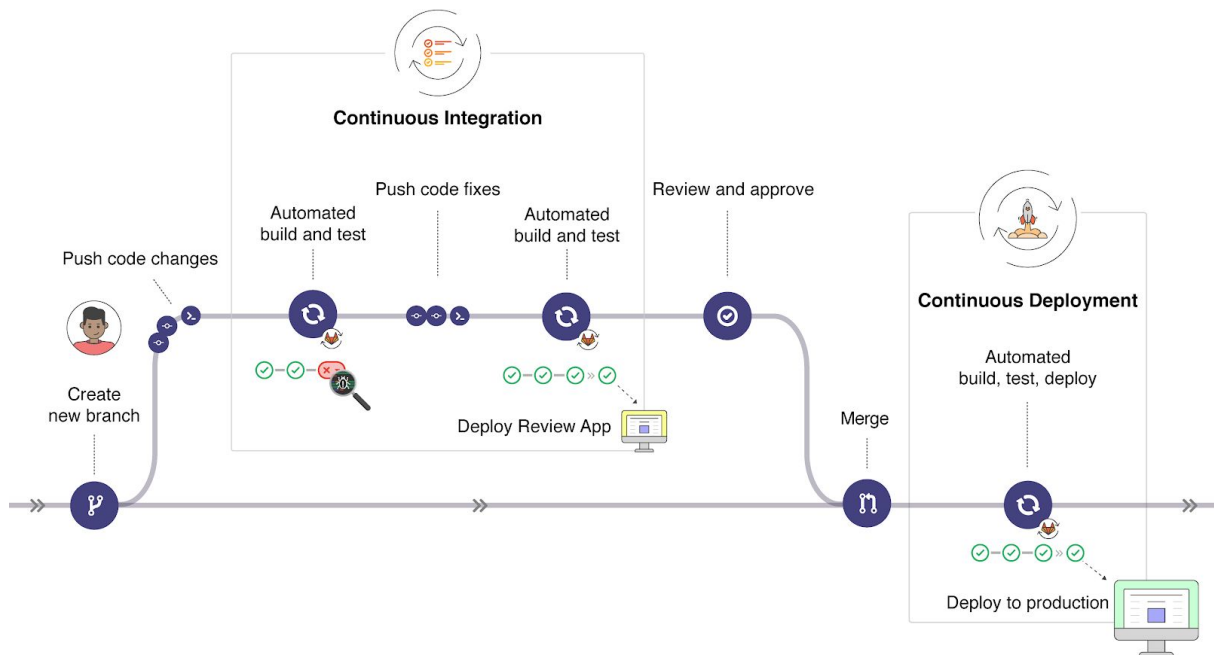 Continuous Integration
Push code fixes
Review and approve
Automated
build and test
Automated
build and test
Push code changes
Continuous Deployment
Automated
build, test, deploy
Create
new branch
Deploy Review App
Merge
Deploy to production